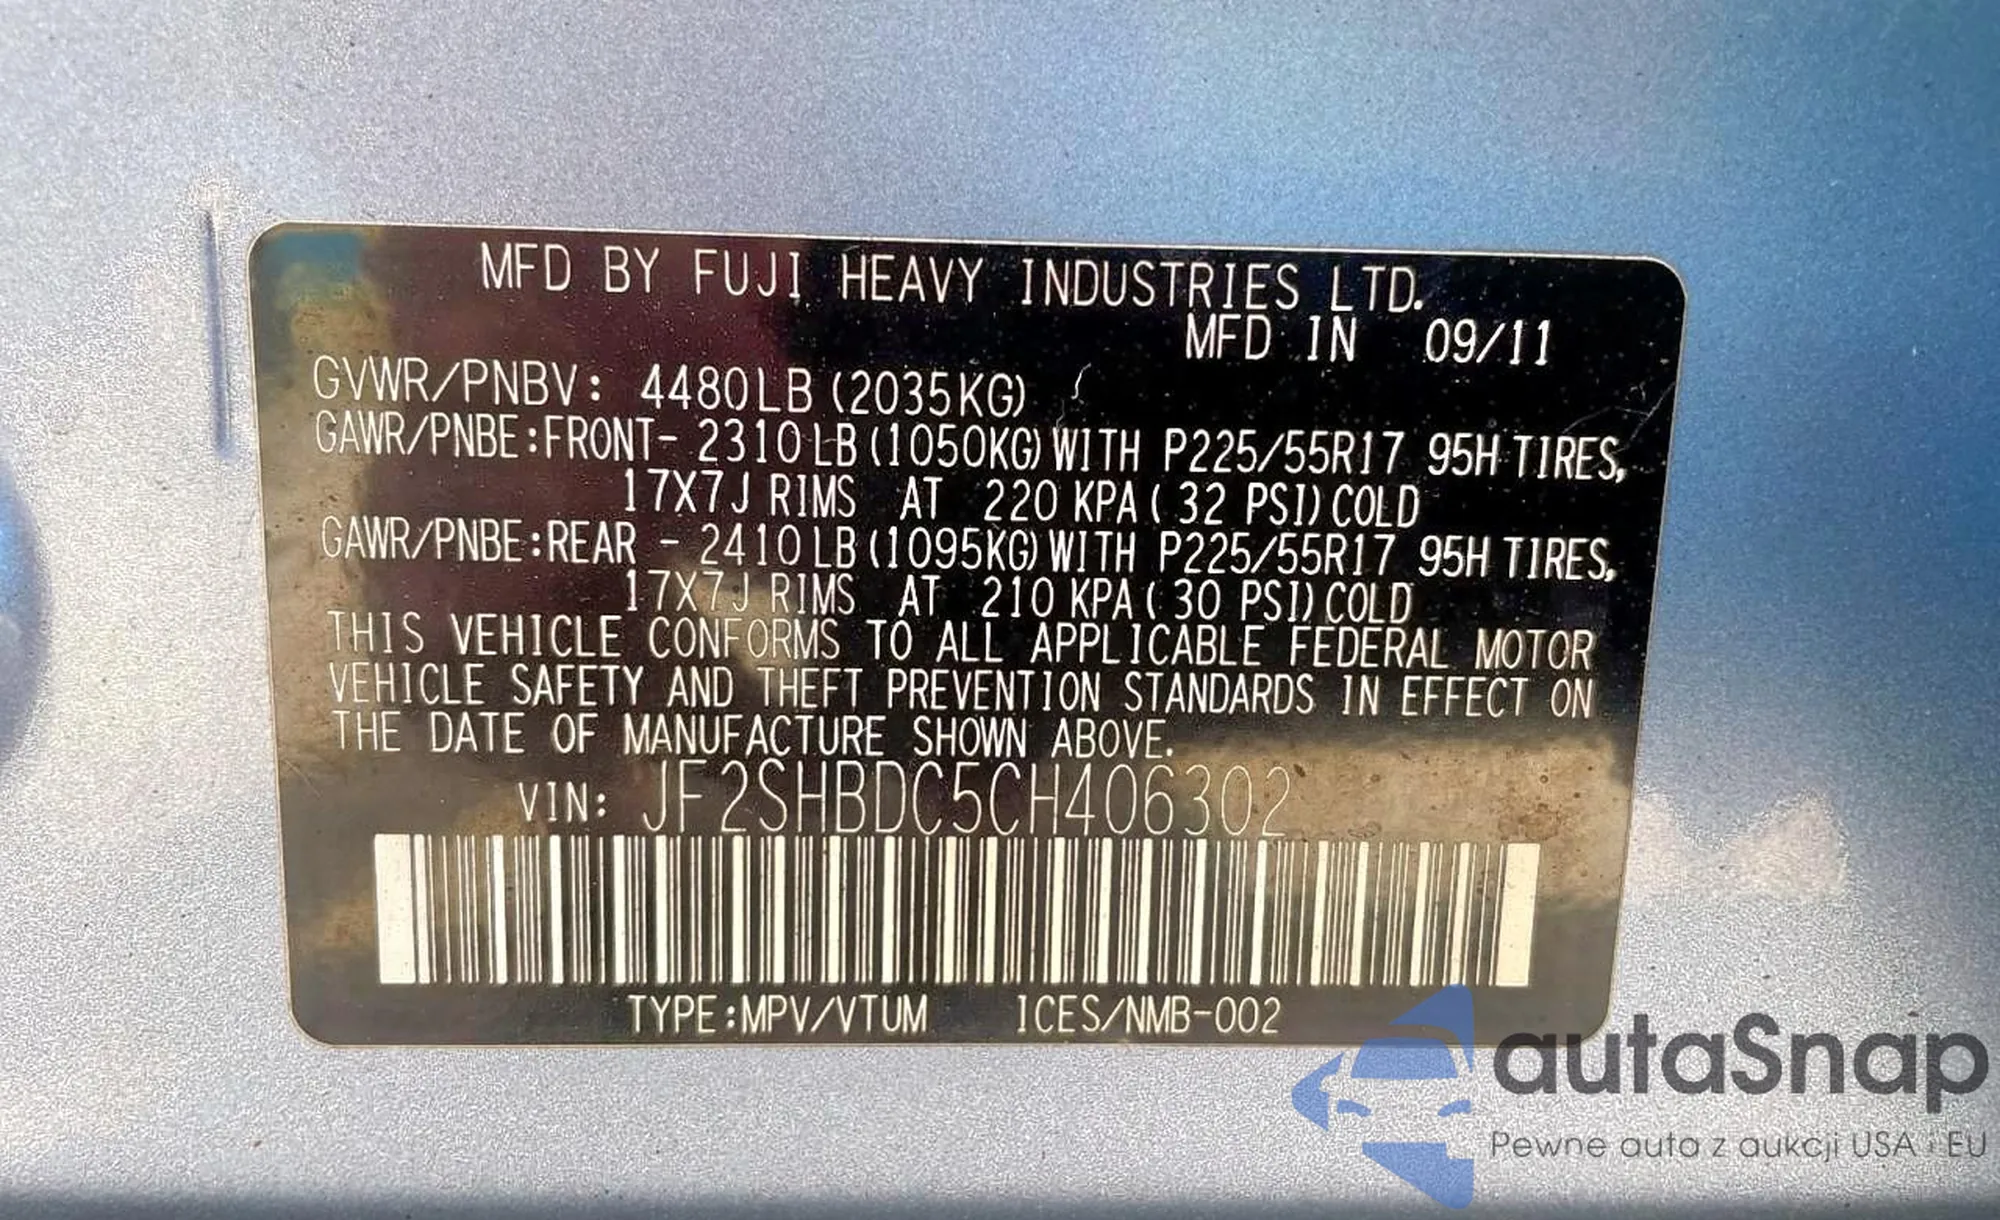 MFD BY FUJI HEAVY INDUSTRIES LTD.
MFD IN 09/11
GVWR/PNBV: 4480LB (2035KG)
GAWR/PNBE:FRONT- 2310LB(1050KG)WITH P225/55R17 95H TIRES,
17X7J RIMS AT 220 KPA( 32 PSI)COLD
GAWR/PNBE:REAR - 2410LB(1095KG)WITH P225/55R17 95H TIRES,
17X7J RIMS AT 210 KPA( 30 PSI)COLD
THIS VEHICLE CONFORMS TO ALL APPLICABLE FEDERAL MOTOR
VEHICLE SAFETY AND THEFT PREVENTION STANDARDS IN EFFECT ON
THE DATE OF MANUFACTURE SHOWN ABOVE.
VIN: JF2SHBDC5CH406302
TYPE:MPV/VTUM ICES/NMB-002
autaSnap
Pewne auto z aukcji USA i EU